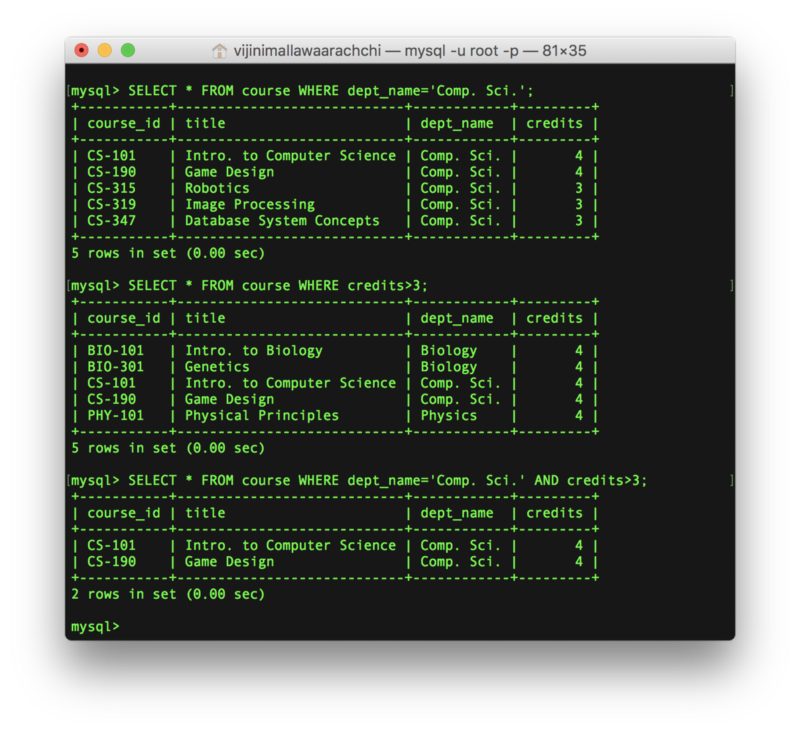 vijinimallawaarachchi — mysql -u root -p — 81×35
[mysql> SELECT * FROM course WHERE dept_name='Comp. Sci.'; ]
+-----------+----------------------------+------------+---------+
| course_id | title                      | dept_name  | credits |
+-----------+----------------------------+------------+---------+
| CS-101    | Intro. to Computer Science | Comp. Sci. |       4 |
| CS-190    | Game Design                | Comp. Sci. |       4 |
| CS-315    | Robotics                   | Comp. Sci. |       3 |
| CS-319    | Image Processing           | Comp. Sci. |       3 |
| CS-347    | Database System Concepts   | Comp. Sci. |       3 |
+-----------+----------------------------+------------+---------+
5 rows in set (0.00 sec)
[mysql> SELECT * FROM course WHERE credits>3; ]
+-----------+----------------------------+------------+---------+
| course_id | title                      | dept_name  | credits |
+-----------+----------------------------+------------+---------+
| BIO-101   | Intro. to Biology          | Biology    |       4 |
| BIO-301   | Genetics                   | Biology    |       4 |
| CS-101    | Intro. to Computer Science | Comp. Sci. |       4 |
| CS-190    | Game Design                | Comp. Sci. |       4 |
| PHY-101   | Physical Principles        | Physics    |       4 |
+-----------+----------------------------+------------+---------+
5 rows in set (0.00 sec)
[mysql> SELECT * FROM course WHERE dept_name='Comp. Sci.' AND credits>3; ]
+-----------+----------------------------+------------+---------+
| course_id | title                      | dept_name  | credits |
+-----------+----------------------------+------------+---------+
| CS-101    | Intro. to Computer Science | Comp. Sci. |       4 |
| CS-190    | Game Design                | Comp. Sci. |       4 |
+-----------+----------------------------+------------+---------+
2 rows in set (0.00 sec)
mysql>